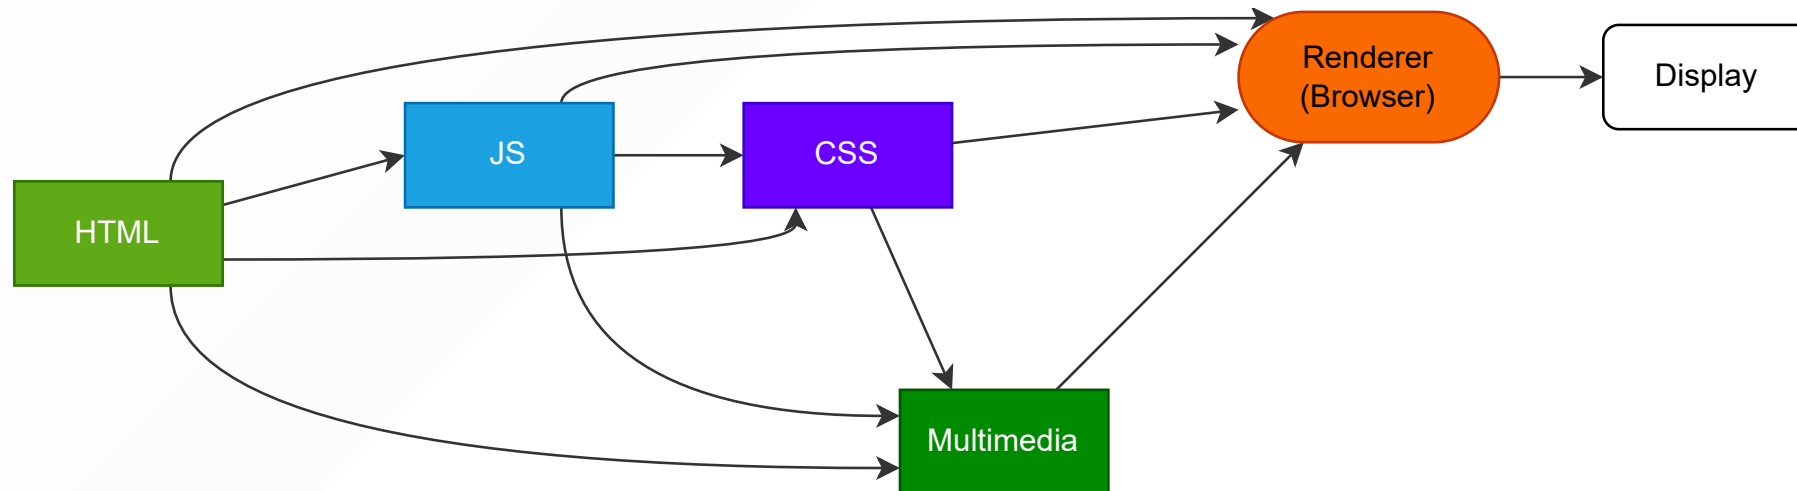 HTML
JS
CSS
Multimedia
Renderer
(Browser)
Display